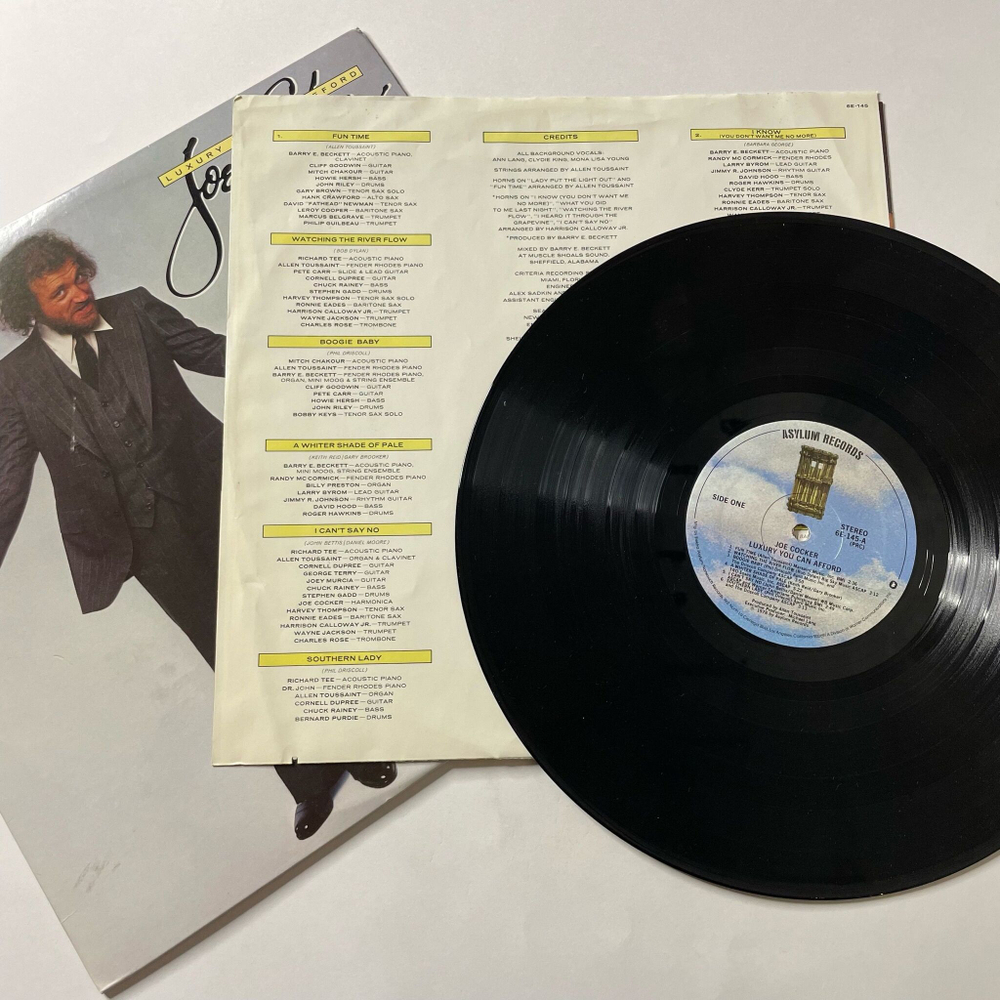 LUXURY
FFORD
Joe
6E-145
1. FUN TIME
(ALLEN TOUSSAINT)
BARRY E. BECKETT—ACOUSTIC PIANO,
CLAVINET
CLIFF GOODWIN—GUITAR
MITCH CHAKOUR—GUITAR
HOWIE HERSH—BASS
JOHN RILEY—DRUMS
GARY BROWN—TENOR SAX SOLO
HANK CRAWFORD—ALTO SAX
DAVID "FATHEAD" NEWMAN—TENOR SAX
LEROY COOPER—BARITONE SAX
MARCUS BELGRAVE—TRUMPET
PHILIP GUILBEAU—TRUMPET
WATCHING THE RIVER FLOW
(BOB DYLAN)
RICHARD TEE—ACOUSTIC PIANO
ALLEN TOUSSAINT—FENDER RHODES PIANO
PETE CARR—SLIDE & LEAD GUITAR
CORNELL DUPREE—GUITAR
CHUCK RAINEY—BASS
STEPHEN GADD—DRUMS
HARVEY THOMPSON—TENOR SAX SOLO
RONNIE EADES—BARITONE SAX
HARRISON CALLOWAY JR.—TRUMPET
WAYNE JACKSON—TRUMPET
CHARLES ROSE—TROMBONE
BOOGIE BABY
(PHIL DRISCOLL)
MITCH CHAKOUR—ACOUSTIC PIANO
ALLEN TOUSSAINT—FENDER RHODES PIANO
BARRY E. BECKETT—FENDER RHODES PIANO,
ORGAN, MINI MOOG & STRING ENSEMBLE
CLIFF GOODWIN—GUITAR
PETE CARR—GUITAR
HOWIE HERSH—BASS
JOHN RILEY—DRUMS
BOBBY KEYS—TENOR SAX SOLO
A WHITER SHADE OF PALE
(KEITH REID/GARY BROOKER)
BARRY E. BECKETT—ACOUSTIC PIANO,
MINI MOOG, STRING ENSEMBLE
RANDY MC CORMICK—FENDER RHODES PIANO
BILLY PRESTON—ORGAN
LARRY BYROM—LEAD GUITAR
JIMMY R. JOHNSON—RHYTHM GUITAR
DAVID HOOD—BASS
ROGER HAWKINS—DRUMS
I CAN'T SAY NO
(JOHN BETTIS/DANIEL MOORE)
RICHARD TEE—ACOUSTIC PIANO
ALLEN TOUSSAINT—ORGAN & CLAVINET
CORNELL DUPREE—GUITAR
GEORGE TERRY—GUITAR
JOEY MURCIA—GUITAR
CHUCK RAINEY—BASS
STEPHEN GADD—DRUMS
JOE COCKER—HARMONICA
HARVEY THOMPSON—TENOR SAX
RONNIE EADES—BARITONE SAX
HARRISON CALLOWAY JR.—TRUMPET
WAYNE JACKSON—TRUMPET
CHARLES ROSE—TROMBONE
SOUTHERN LADY
(PHIL DRISCOLL)
RICHARD TEE—ACOUSTIC PIANO
DR. JOHN—FENDER RHODES PIANO
ALLEN TOUSSAINT—ORGAN
CORNELL DUPREE—GUITAR
CHUCK RAINEY—BASS
BERNARD PURDIE—DRUMS
CREDITS
ALL BACKGROUND VOCALS:
ANN LANG, CLYDIE KING, MONA LISA YOUNG
STRINGS ARRANGED BY ALLEN TOUSSAINT
HORNS ON "LADY PUT THE LIGHT OUT" AND
"FUN TIME" ARRANGED BY ALLEN TOUSSAINT
*HORNS ON "I KNOW (YOU DON'T WANT ME
NO MORE)", "WHAT YOU DID
TO ME LAST NIGHT", "WATCHING THE RIVER
FLOW", "I HEARD IT THROUGH THE
GRAPEVINE", "I CAN'T SAY NO"
ARRANGED BY HARRISON CALLOWAY JR.
*PRODUCED BY BARRY E. BECKETT
MIXED BY BARRY E. BECKETT
AT MUSCLE SHOALS SOUND,
SHEFFIELD, ALABAMA
CRITERIA RECORDING
MIAMI, FLOR
ENGINE
ALEX SADKIN AN
ASSISTANT ENG
NEW
SHE
2. I KNOW
(YOU DON'T WANT ME NO MORE)
(BARBARA GEORGE)
BARRY E. BECKETT—ACOUSTIC PIANO
RANDY MC CORMICK—FENDER RHODES
LARRY BYROM—LEAD GUITAR
JIMMY R. JOHNSON—RHYTHM GUITAR
DAVID HOOD—BASS
ROGER HAWKINS—DRUMS
CLYDE KERR—TRUMPET SOLO
HARVEY THOMPSON—TENOR SAX
RONNIE EADES—BARITONE SAX
HARRISON CALLOWAY JR.—TRUMPET
ASYLUM RECORDS
SIDE ONE
STEREO
6E-145-A
(PRC)
JOE COCKER
LUXURY YOU CAN AFFORD
Produced by Allen Toussaint